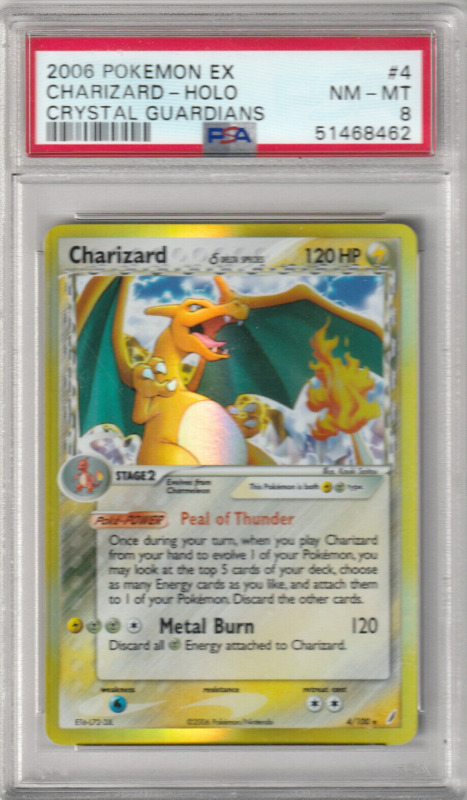 2006 POKEMON EX #4
CHARIZARD-HOLO NM-MT
CRYSTAL GUARDIANS 8
PSA 51468462
Charizard δ DELTA SPECIES 120 HP
Illus. Kouki Saitou
STAGE 2 Evolves from
Charmeleon
This Pokémon is both type.
Poké-POWER Peal of Thunder
Once during your turn, when you play Charizard
from your hand to evolve 1 of your Pokémon, you
may look at the top 5 cards of your deck, choose
as many Energy cards as you like, and attach them
to 1 of your Pokémon. Discard the other cards.
Metal Burn 120
Discard all Energy attached to Charizard.
weakness resistance retreat cost
©2006 Pokémon/Nintendo 4/100